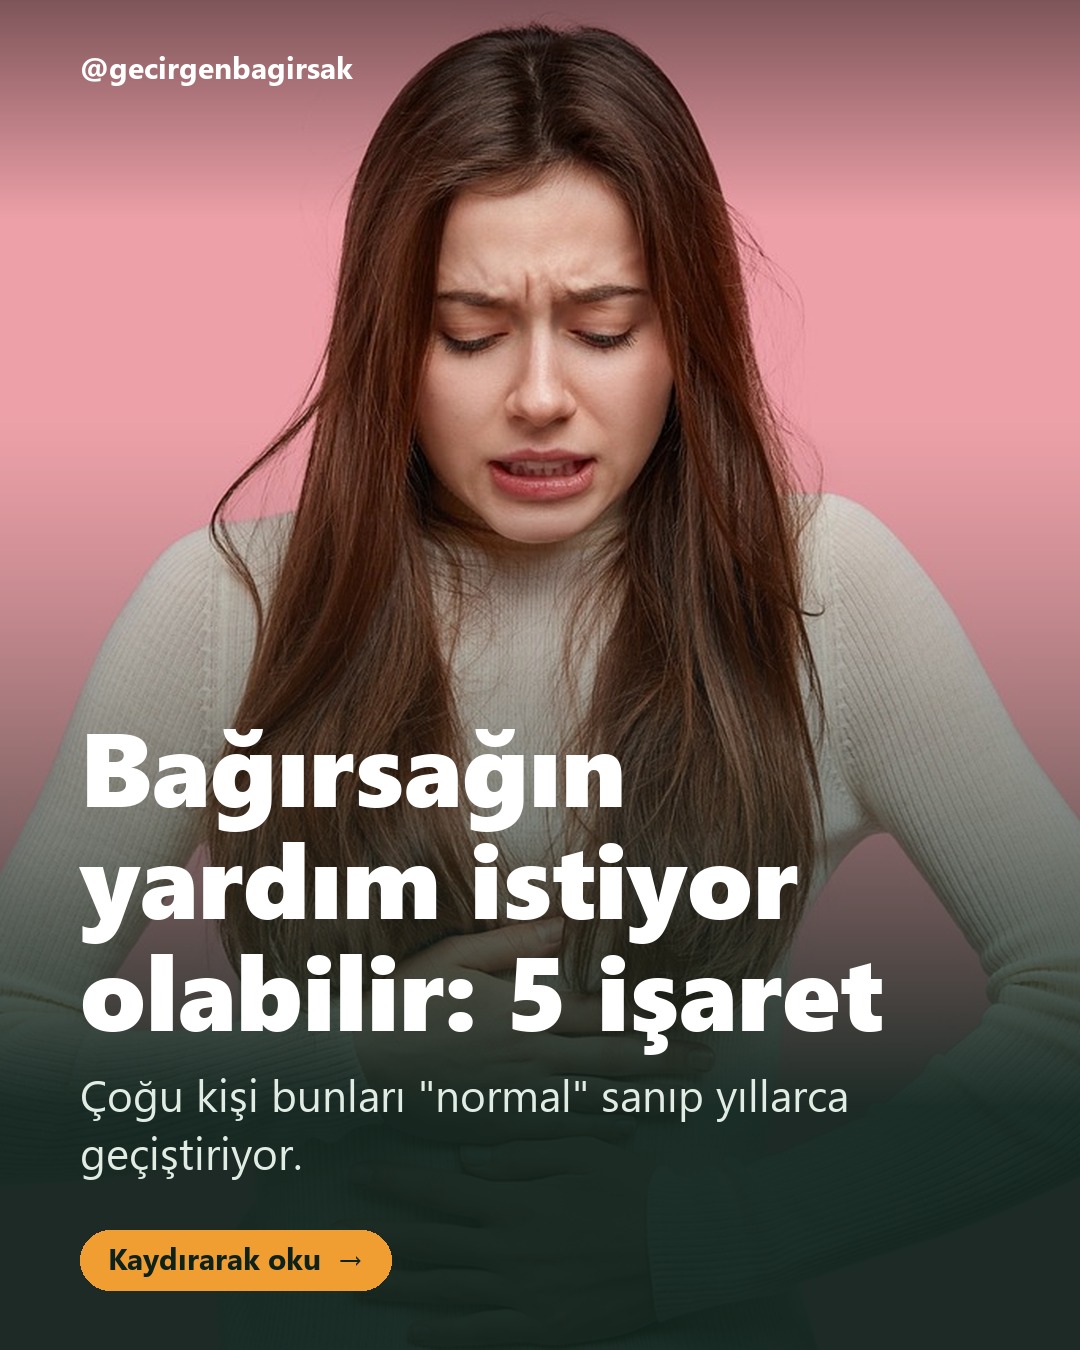 @gecirgenbagirsak
Bağırsağın
yardım istiyor
olabilir: 5 işaret
Çoğu kişi bunları "normal" sanıp yıllarca
geçiştiriyor.
Kaydırarak oku →